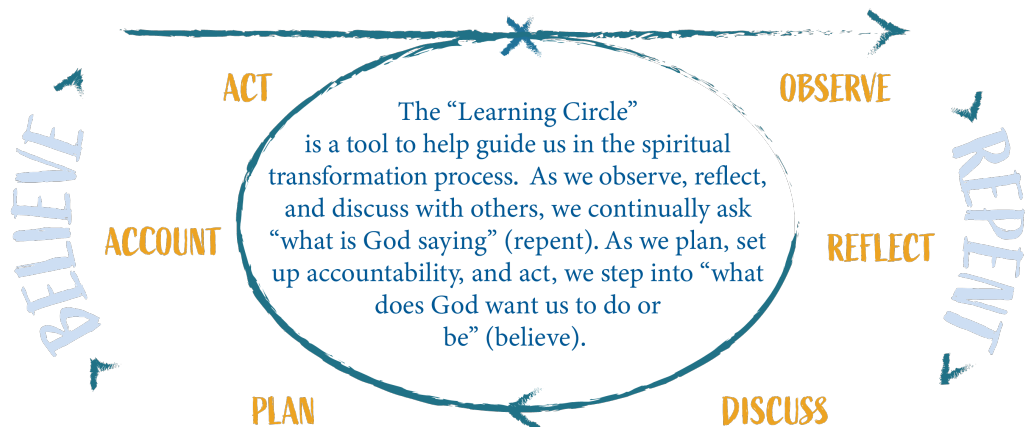 ACT
OBSERVE
The “Learning Circle”
is a tool to help guide us in the spiritual
transformation process.  As we observe, reflect,
and discuss with others, we continually ask
“what is God saying” (repent). As we plan, set
up accountability, and act, we step into “what
does God want us to do or
be” (believe).
BELIEVE
ACCOUNT
REFLECT
REPENT
PLAN
DISCUSS